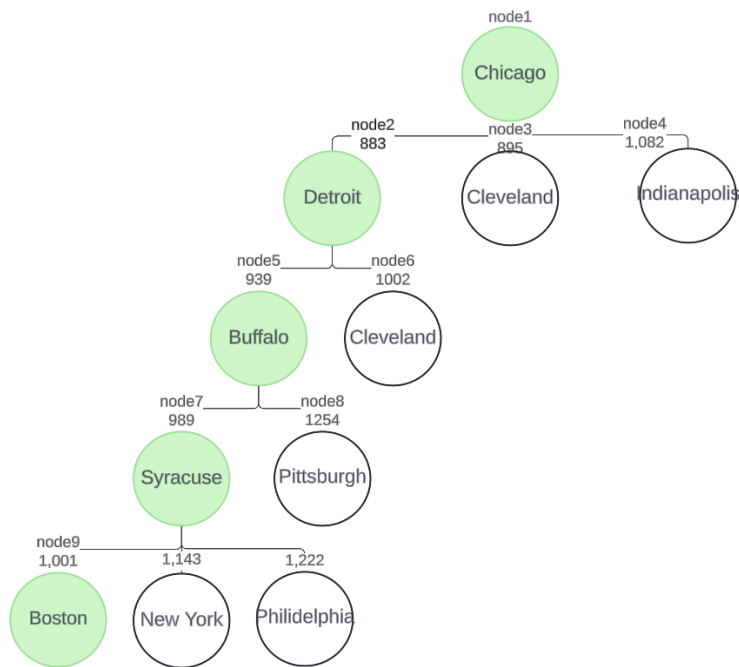 node1
Chicago
node2
883
node3
895
node4
1,082
Detroit
Cleveland
Indianapolis
node5
939
node6
1002
Buffalo
Cleveland
node7
989
node8
1254
Syracuse
Pittsburgh
node9
1,001
1,143
1,222
Boston
New York
Philidelphia